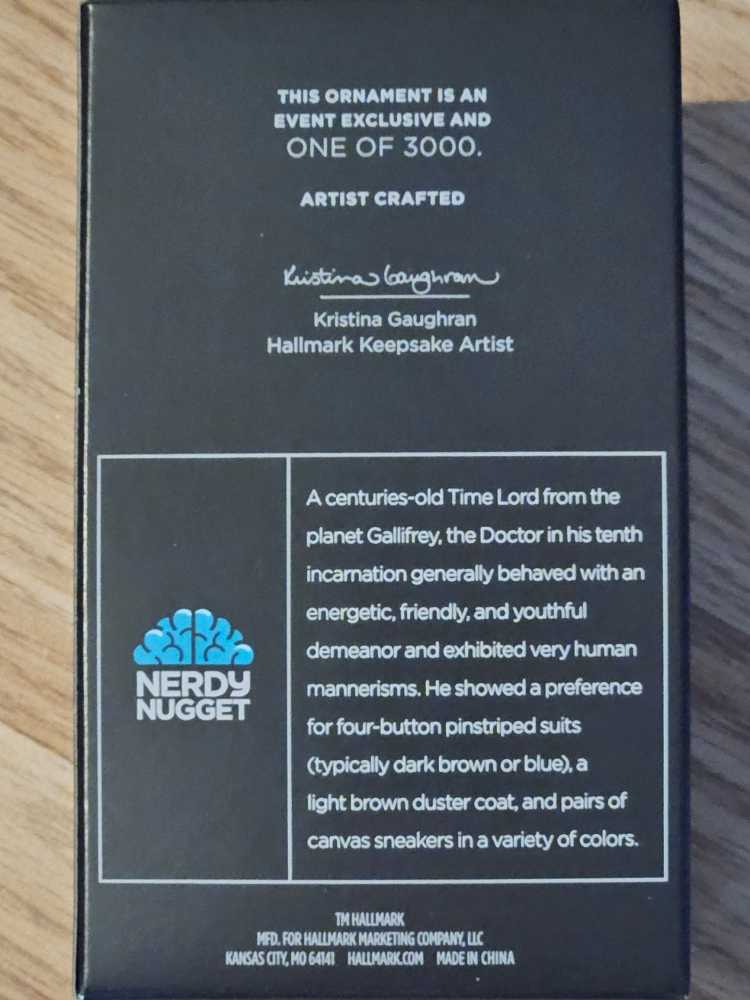 THIS ORNAMENT IS AN
EVENT EXCLUSIVE AND
ONE OF 3000.
ARTIST CRAFTED
Kristina Gaughran
Kristina Gaughran
Hallmark Keepsake Artist
NERDY
NUGGET
A centuries-old Time Lord from the
planet Gallifrey, the Doctor in his tenth
incarnation generally behaved with an
energetic, friendly, and youthful
demeanor and exhibited very human
mannerisms. He showed a preference
for four-button pinstriped suits
(typically dark brown or blue), a
light brown duster coat, and pairs of
canvas sneakers in a variety of colors.
TM HALLMARK
MFD. FOR HALLMARK MARKETING COMPANY, LLC
KANSAS CITY, MO 64141 HALLMARK.COM MADE IN CHINA